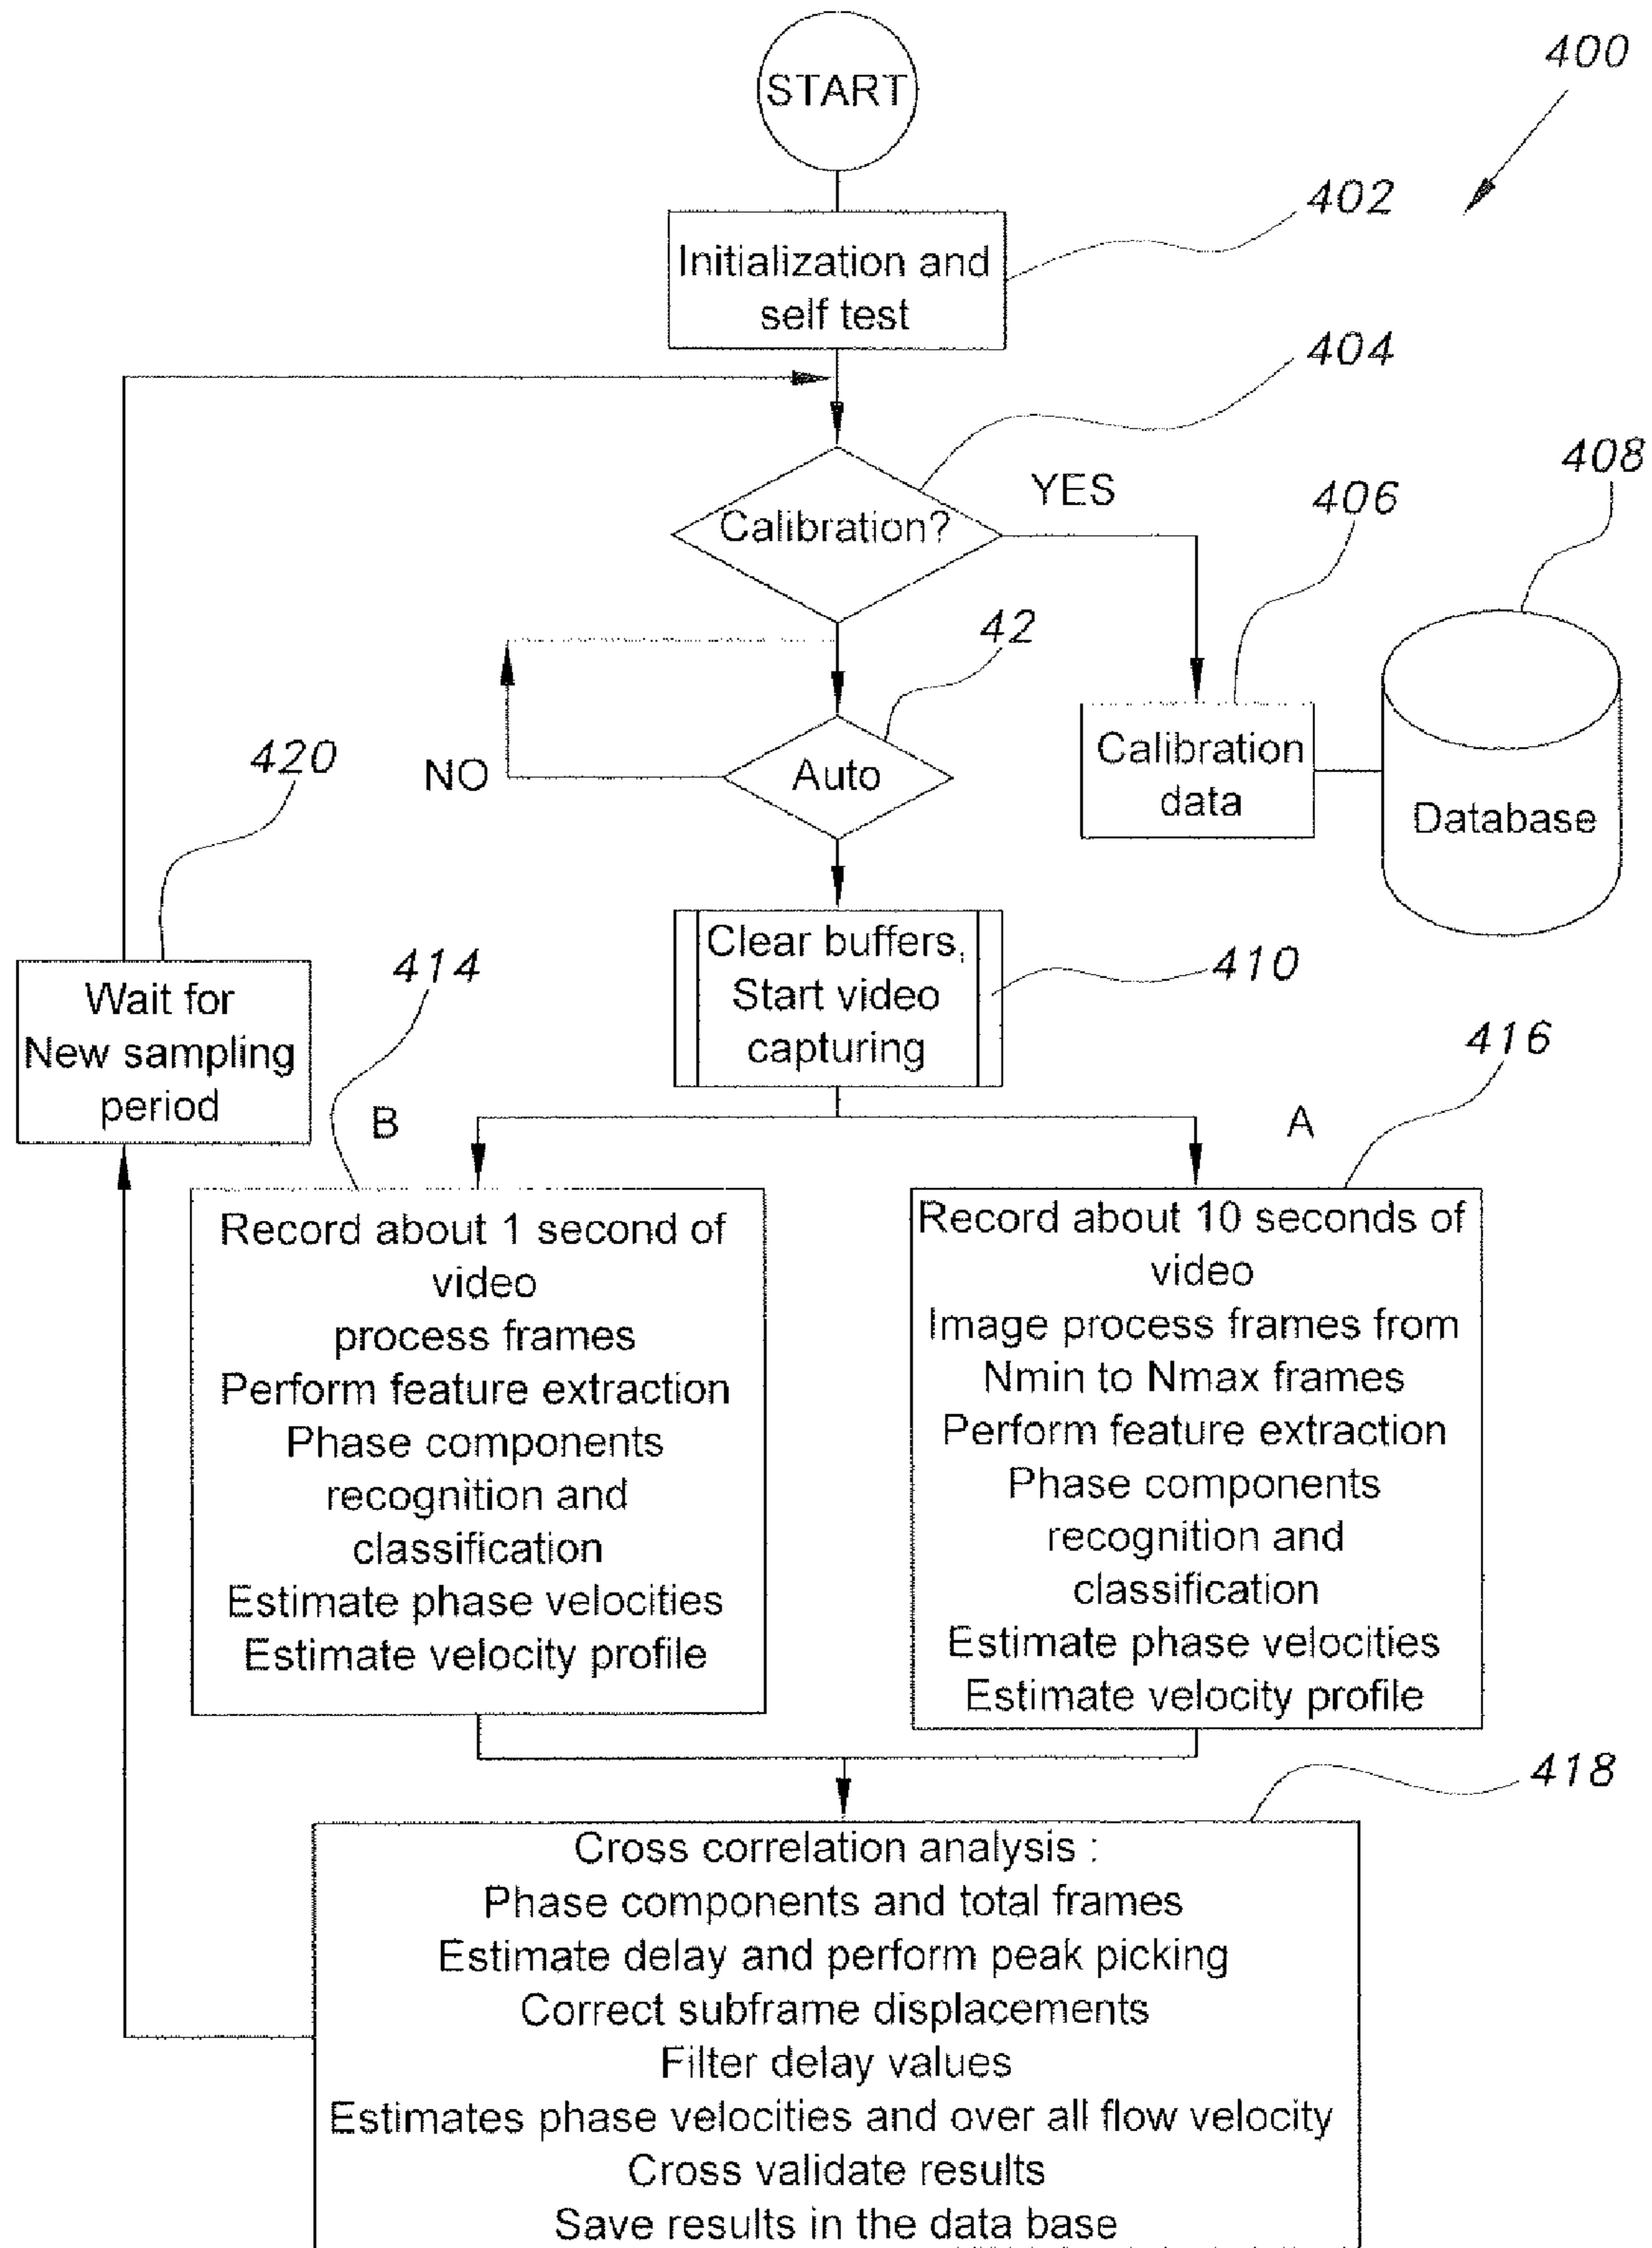 START
400
402
Initialization and
self test
404
408
Calibration?
YES
406
42
NO
Auto
Calibration
data
Database
420
Wait for
New sampling
period
414
Clear buffers,
Start video
capturing
410
416
B
A
Record about 1 second of
video
process frames
Perform feature extraction
Phase components
recognition and
classification
Estimate phase velocities
Estimate velocity profile
Record about 10 seconds of
video
Image process frames from
Nmin to Nmax frames
Perform feature extraction
Phase components
recognition and
classification
Estimate phase velocities
Estimate velocity profile
418
Cross correlation analysis :
Phase components and total frames
Estimate delay and perform peak picking
Correct subframe displacements
Filter delay values
Estimates phase velocities and over all flow velocity
Cross validate results
Save results in the data base